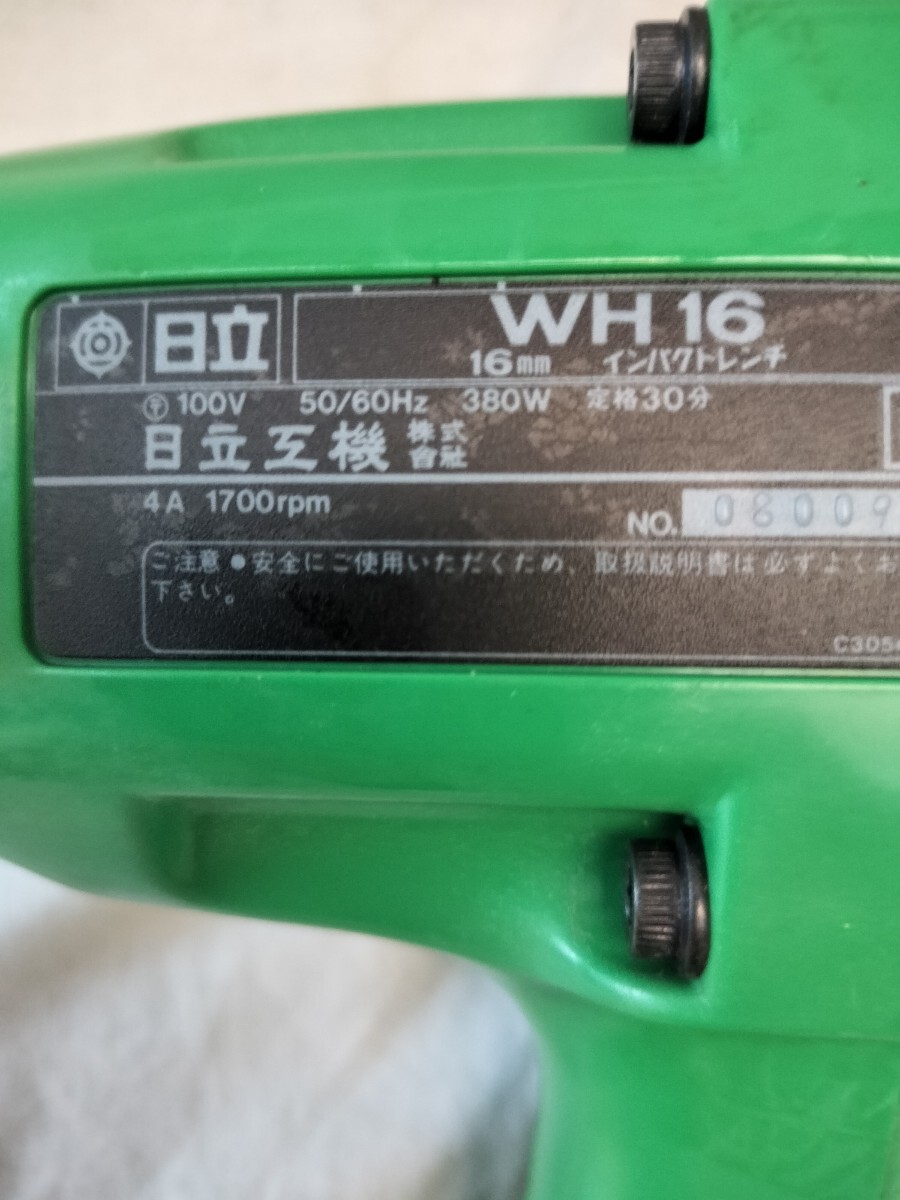 日立
WH 16
16mm インパクトレンチ
〒 100V 50/60Hz 380W 定格30分
日立工機 株式會社
4A 1700rpm
NO. 08009
ご注意 ● 安全にご使用いただくため、取扱説明書は必ずよくお
下さい。
C305